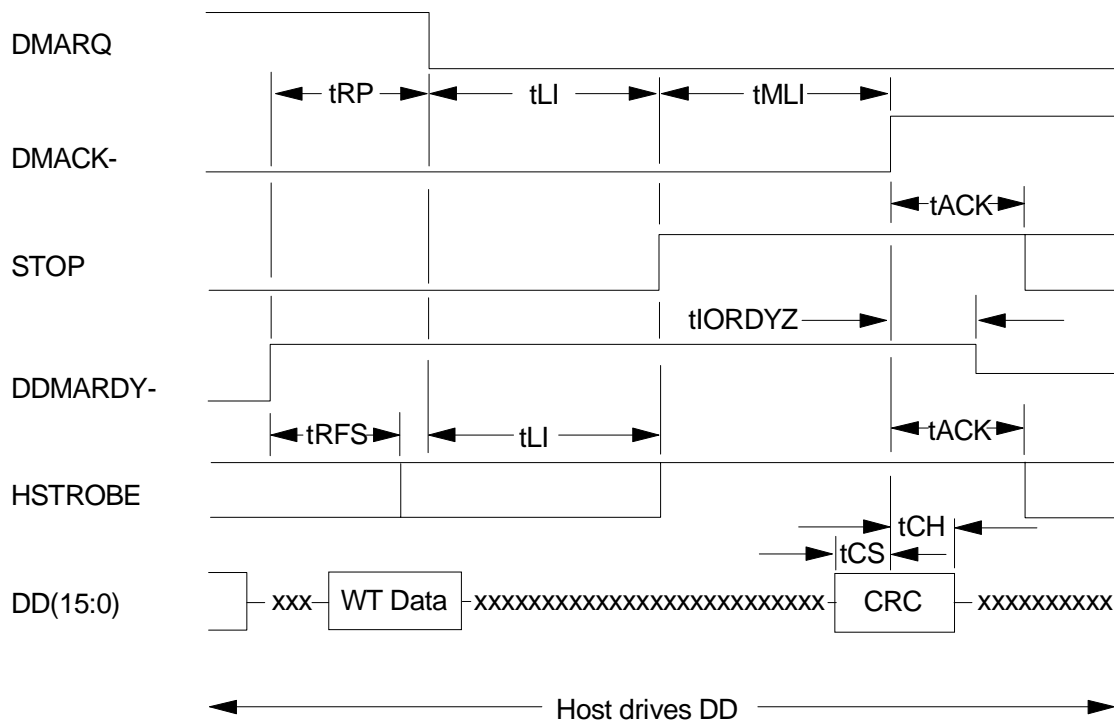 DMARQ
tRP tLI tMLI
DMACK-
tACK
STOP
tIORDYZ
DDMARDY-
tRFS tLI tACK
HSTROBE
tCH
tCS
DD(15:0) xxx WT Data xxxxxxxxxxxxxxxxxxxxxxxxxx CRC xxxxxxxxxx
Host drives DD